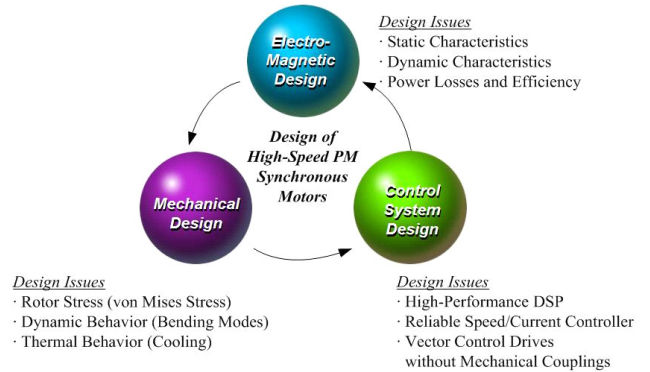 Electro-
Magnetic
Design
Design Issues
· Static Characteristics
· Dynamic Characteristics
· Power Losses and Efficiency
Design of
High-Speed PM
Synchronous
Motors
Mechanical
Design
Control
System
Design
Design Issues
· Rotor Stress (von Mises Stress)
· Dynamic Behavior (Bending Modes)
· Thermal Behavior (Cooling)
Design Issues
· High-Performance DSP
· Reliable Speed/Current Controller
· Vector Control Drives
without Mechanical Couplings